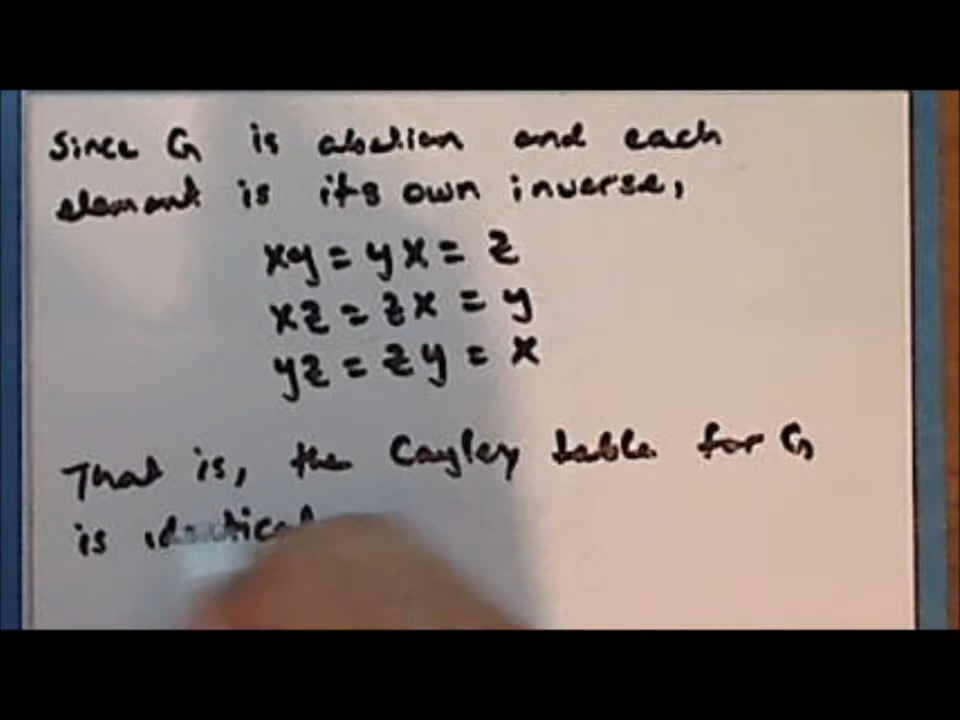 Since G is abelian and each
element is its own inverse,
xy = yx = z
xz = zx = y
yz = zy = x
That is, the Cayley table for G
is identical